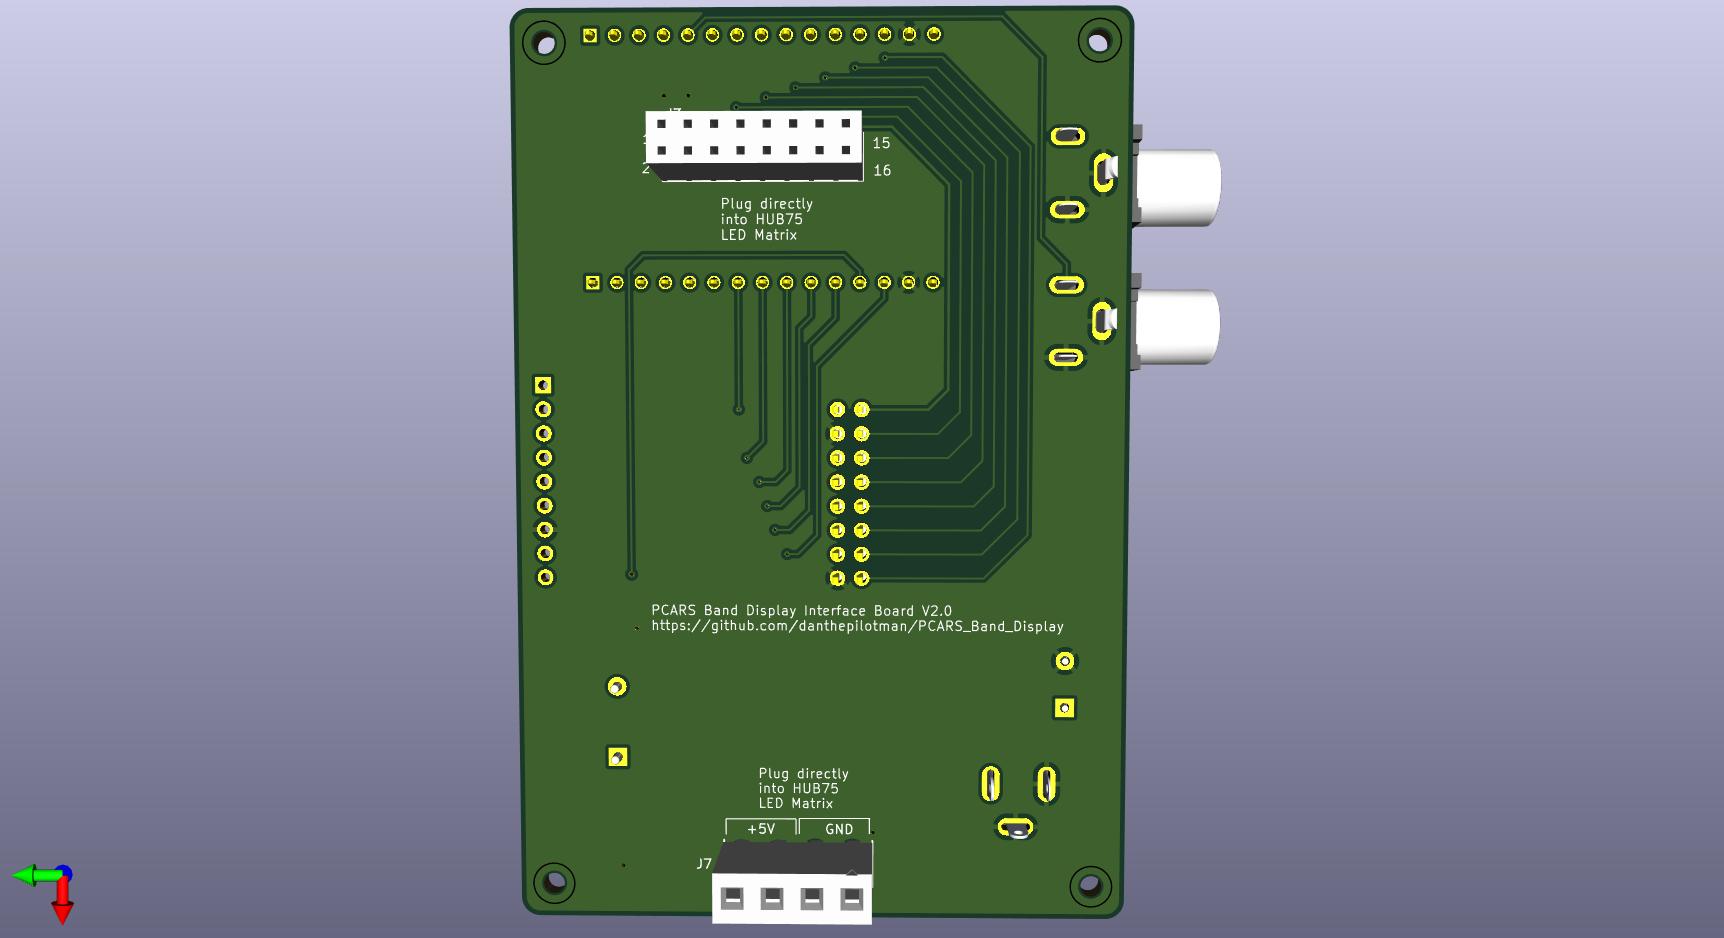 15
2
16
Plug directly
into HUB75
LED Matrix
PCARS Band Display Interface Board V2.0
https://github.com/danthepilotman/PCARS_Band_Display
Plug directly
into HUB75
LED Matrix
+5V GND
J7